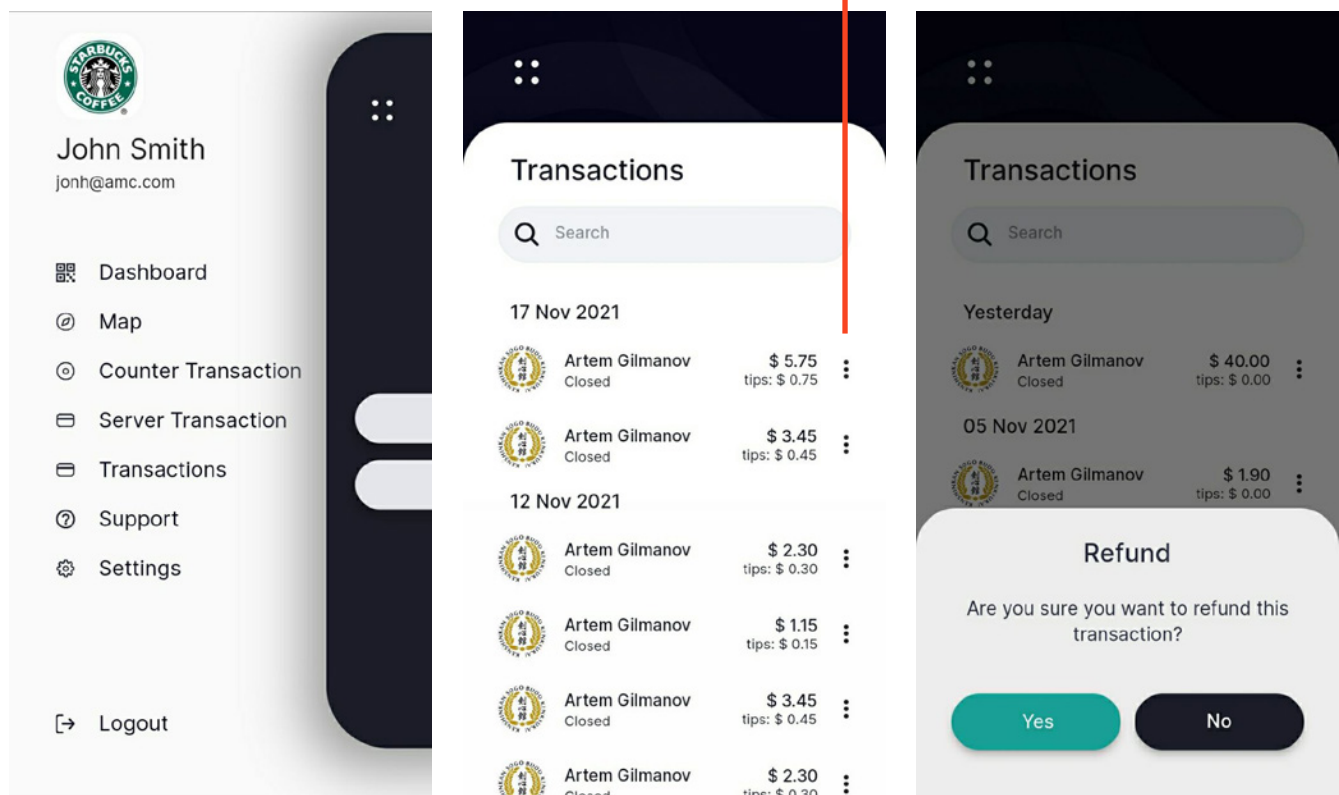 STARBUCKS
COFFEE
John Smith
jonh@amc.com
Dashboard
Map
Counter Transaction
Server Transaction
Transactions
Support
Settings
Logout
Transactions
Search
17 Nov 2021
Artem Gilmanov $ 5.75
Closed tips: $ 0.75
Artem Gilmanov $ 3.45
Closed tips: $ 0.45
12 Nov 2021
Artem Gilmanov $ 2.30
Closed tips: $ 0.30
Artem Gilmanov $ 1.15
Closed tips: $ 0.15
Artem Gilmanov $ 3.45
Closed tips: $ 0.45
Artem Gilmanov $ 2.30
Closed tips: $ 0.30
Transactions
Search
Yesterday
Artem Gilmanov $ 40.00
Closed tips: $ 0.00
05 Nov 2021
Artem Gilmanov $ 1.90
Closed tips: $ 0.00
Refund
Are you sure you want to refund this
transaction?
Yes
No